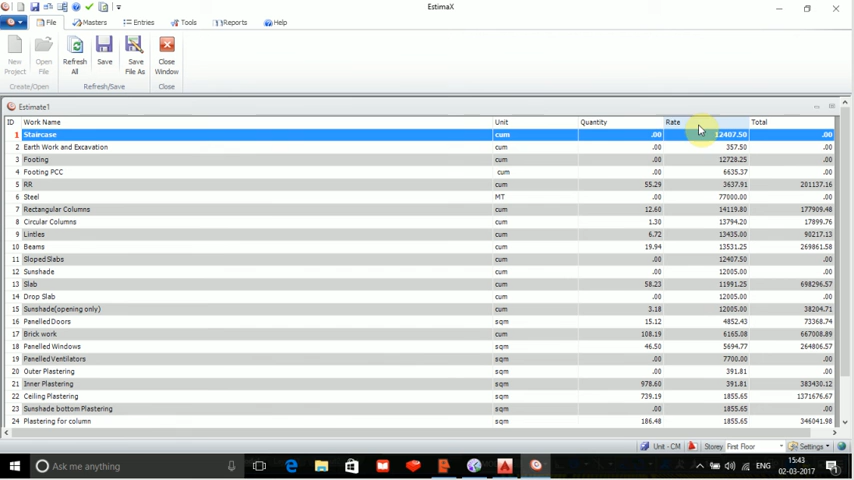 EstimaX
File Masters Entries Tools Reports Help
New Project Open File Refresh All Save Save File As Close Window
Create/Open Refresh/Save Close
Estimate1
ID Work Name Unit Quantity Rate Total
1 Staircase cum .00 12407.50 .00
2 Earth Work and Excavation cum .00 357.50 .00
3 Footing cum .00 12728.25 .00
4 Footing PCC cum .00 6635.37 .00
5 RR cum 55.29 3637.91 201137.16
6 Steel MT .00 77000.00 .00
7 Rectangular Columns cum 12.60 14119.80 177909.48
8 Circular Columns cum 1.30 13794.20 17899.76
9 Lintles cum 6.72 13435.00 90217.13
10 Beams cum 19.94 13531.25 269861.58
11 Sloped Slabs cum .00 12407.50 .00
12 Sunshade cum .00 12005.00 .00
13 Slab cum 58.23 11991.25 698296.57
14 Drop Slab cum .00 12005.00 .00
15 Sunshade(opening only) cum 3.18 12005.00 38204.71
16 Panelled Doors sqm 15.12 4852.43 73368.74
17 Brick work cum 108.19 6165.08 667008.89
18 Panelled Windows sqm 46.50 5694.77 264806.57
19 Panelled Ventilators sqm .00 7700.00 .00
20 Outer Plastering sqm .00 391.81 .00
21 Inner Plastering sqm 978.60 391.81 383430.12
22 Ceiling Plastering sqm 739.19 1855.65 1371676.67
23 Sunshade bottom Plastering sqm .00 1855.65 .00
24 Plastering for column sqm 186.48 1855.65 346041.98
Unit - CM Storey First Floor Settings
Ask me anything ENG 15:43
02-03-2017